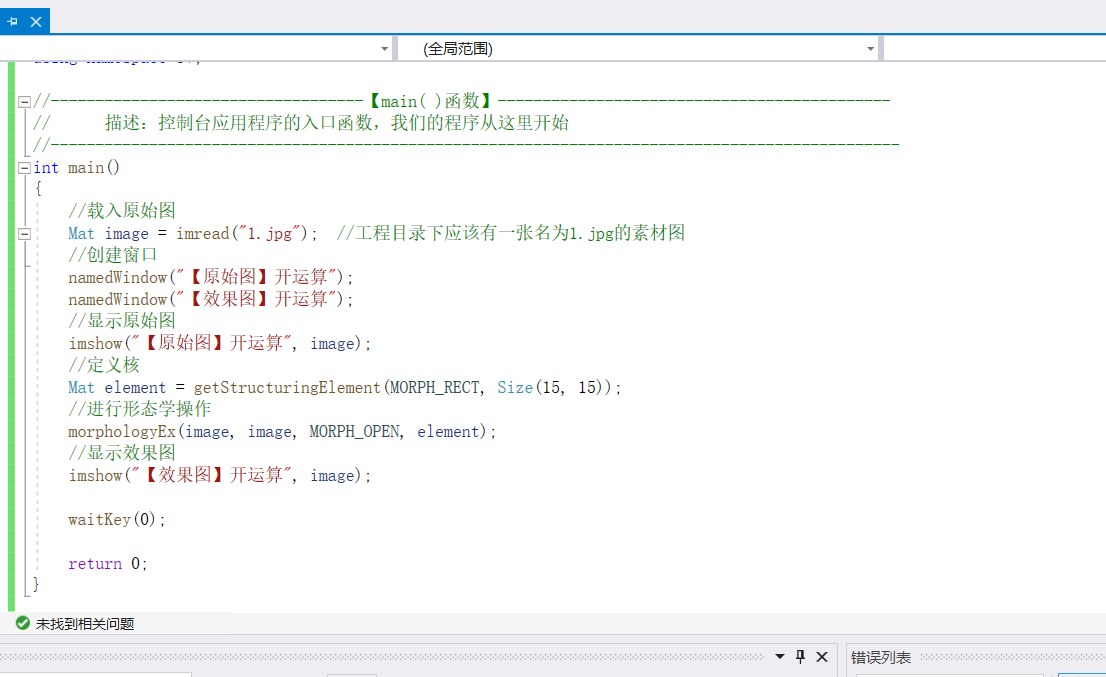 (全局范围)
//-----------------------------------【main( )函数】--------------------------------------------
//      描述：控制台应用程序的入口函数，我们的程序从这里开始
//-----------------------------------------------------------------------------------------------
int main()
{
    //载入原始图
    Mat image = imread("1.jpg");  //工程目录下应该有一张名为1.jpg的素材图
    //创建窗口
    namedWindow("【原始图】开运算");
    namedWindow("【效果图】开运算");
    //显示原始图
    imshow("【原始图】开运算", image);
    //定义核
    Mat element = getStructuringElement(MORPH_RECT, Size(15, 15));
    //进行形态学操作
    morphologyEx(image, image, MORPH_OPEN, element);
    //显示效果图
    imshow("【效果图】开运算", image);
    waitKey(0);
    return 0;
}
未找到相关问题
错误列表